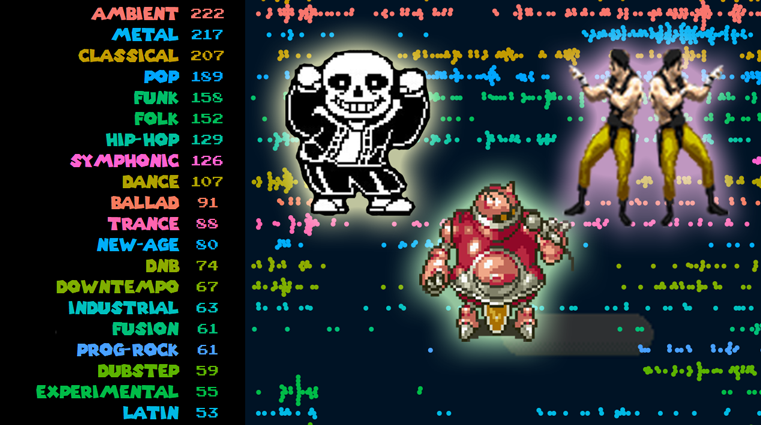 AMBIENT 222
METAL 217
CLASSICAL 207
POP 189
FUNK 158
FOLK 152
HIP-HOP 129
SYMPHONIC 126
DANCE 107
BALLAD 91
TRANCE 88
NEW-AGE 80
DNB 74
DOWNTEMPO 67
INDUSTRIAL 63
FUSION 61
PROG-ROCK 61
DUBSTEP 59
EXPERIMENTAL 55
LATIN 53